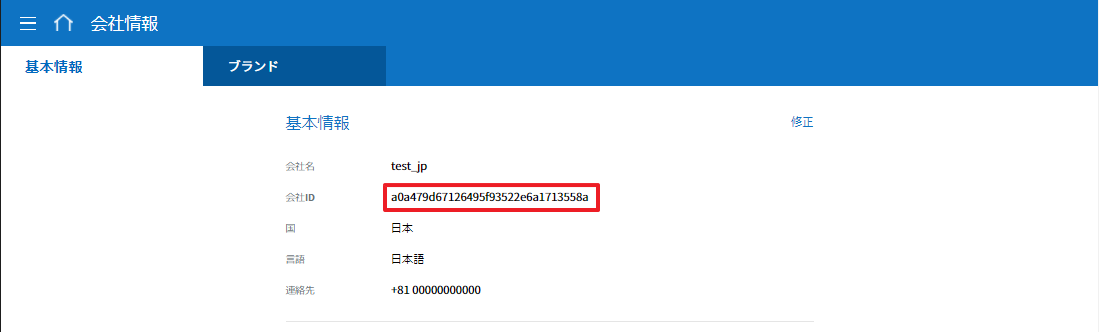 会社情報
基本情報 ブランド
基本情報 修正
会社名 test_jp
会社ID a0a479d67126495f93522e6a1713558a
国 日本
言語 日本語
連絡先 +81 00000000000